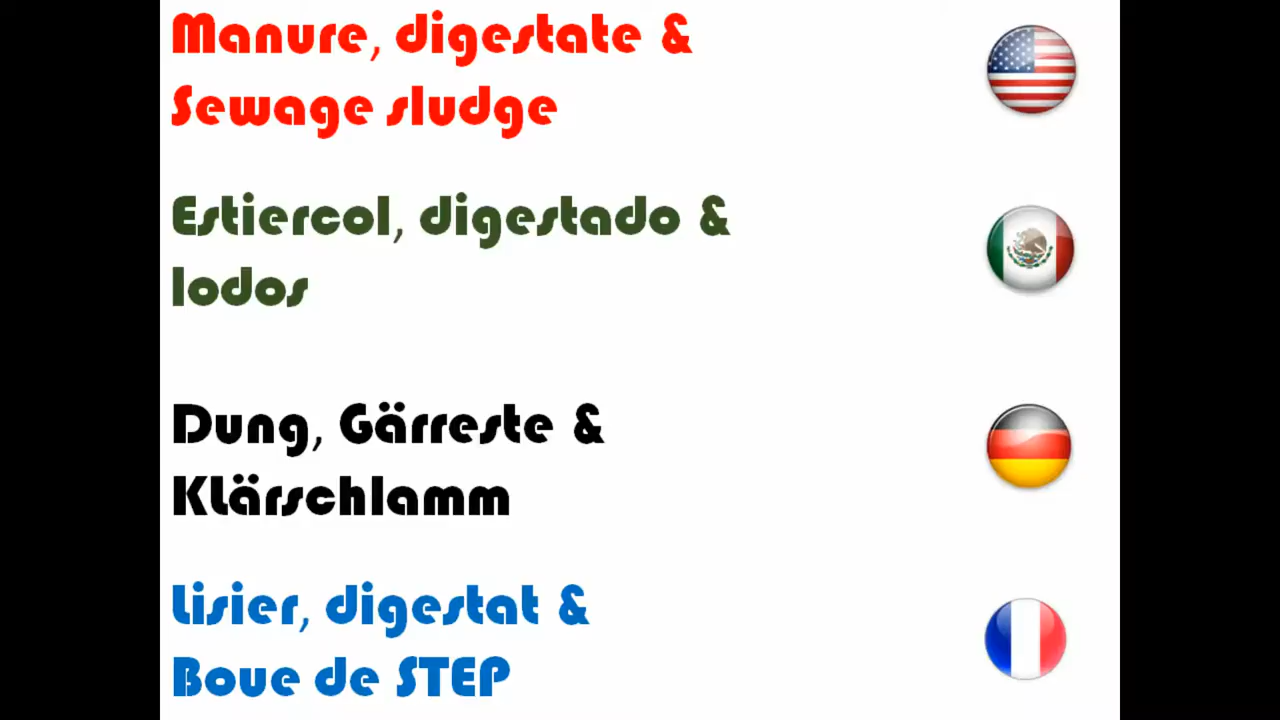 Manure, digestate &
Sewage sludge
Estiercol, digestado &
lodos
Dung, Gärreste &
KLärschlamm
Lisier, digestat &
Boue de STEP